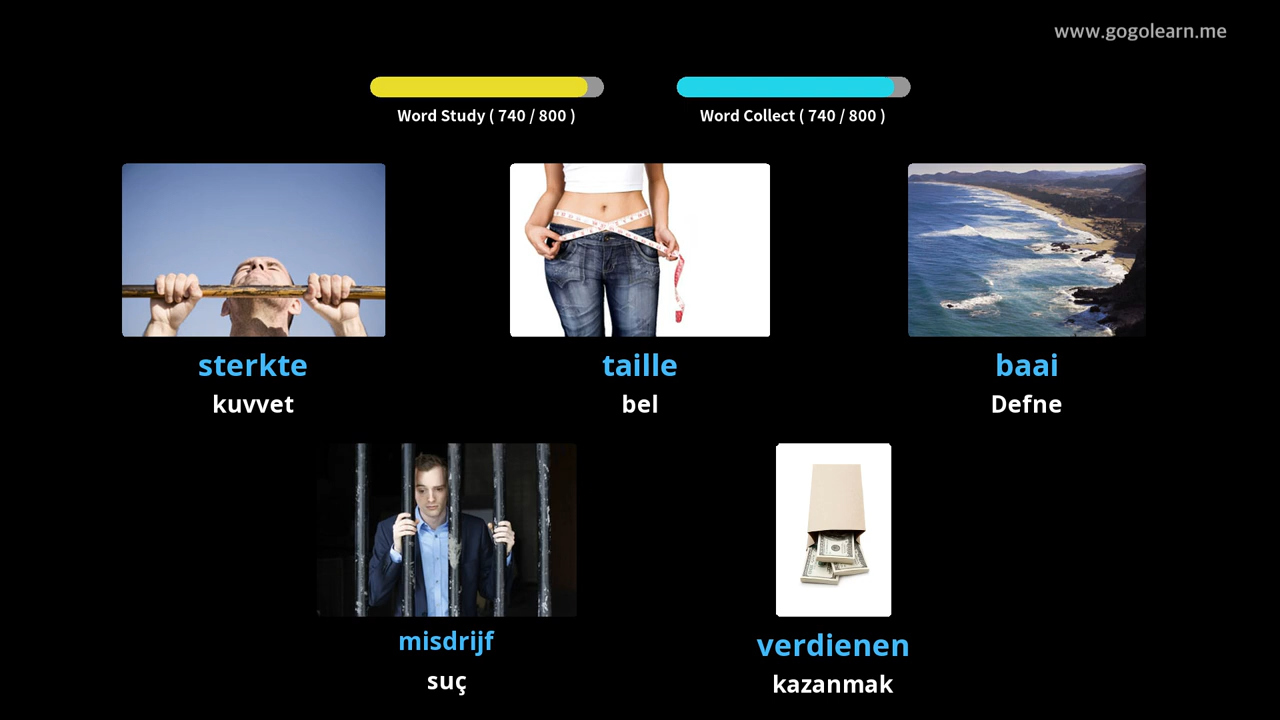 www.gogolearn.me
Word Study ( 740 / 800 )
Word Collect ( 740 / 800 )
sterkte
kuvvet
taille
bel
baai
Defne
misdrijf
suç
verdienen
kazanmak